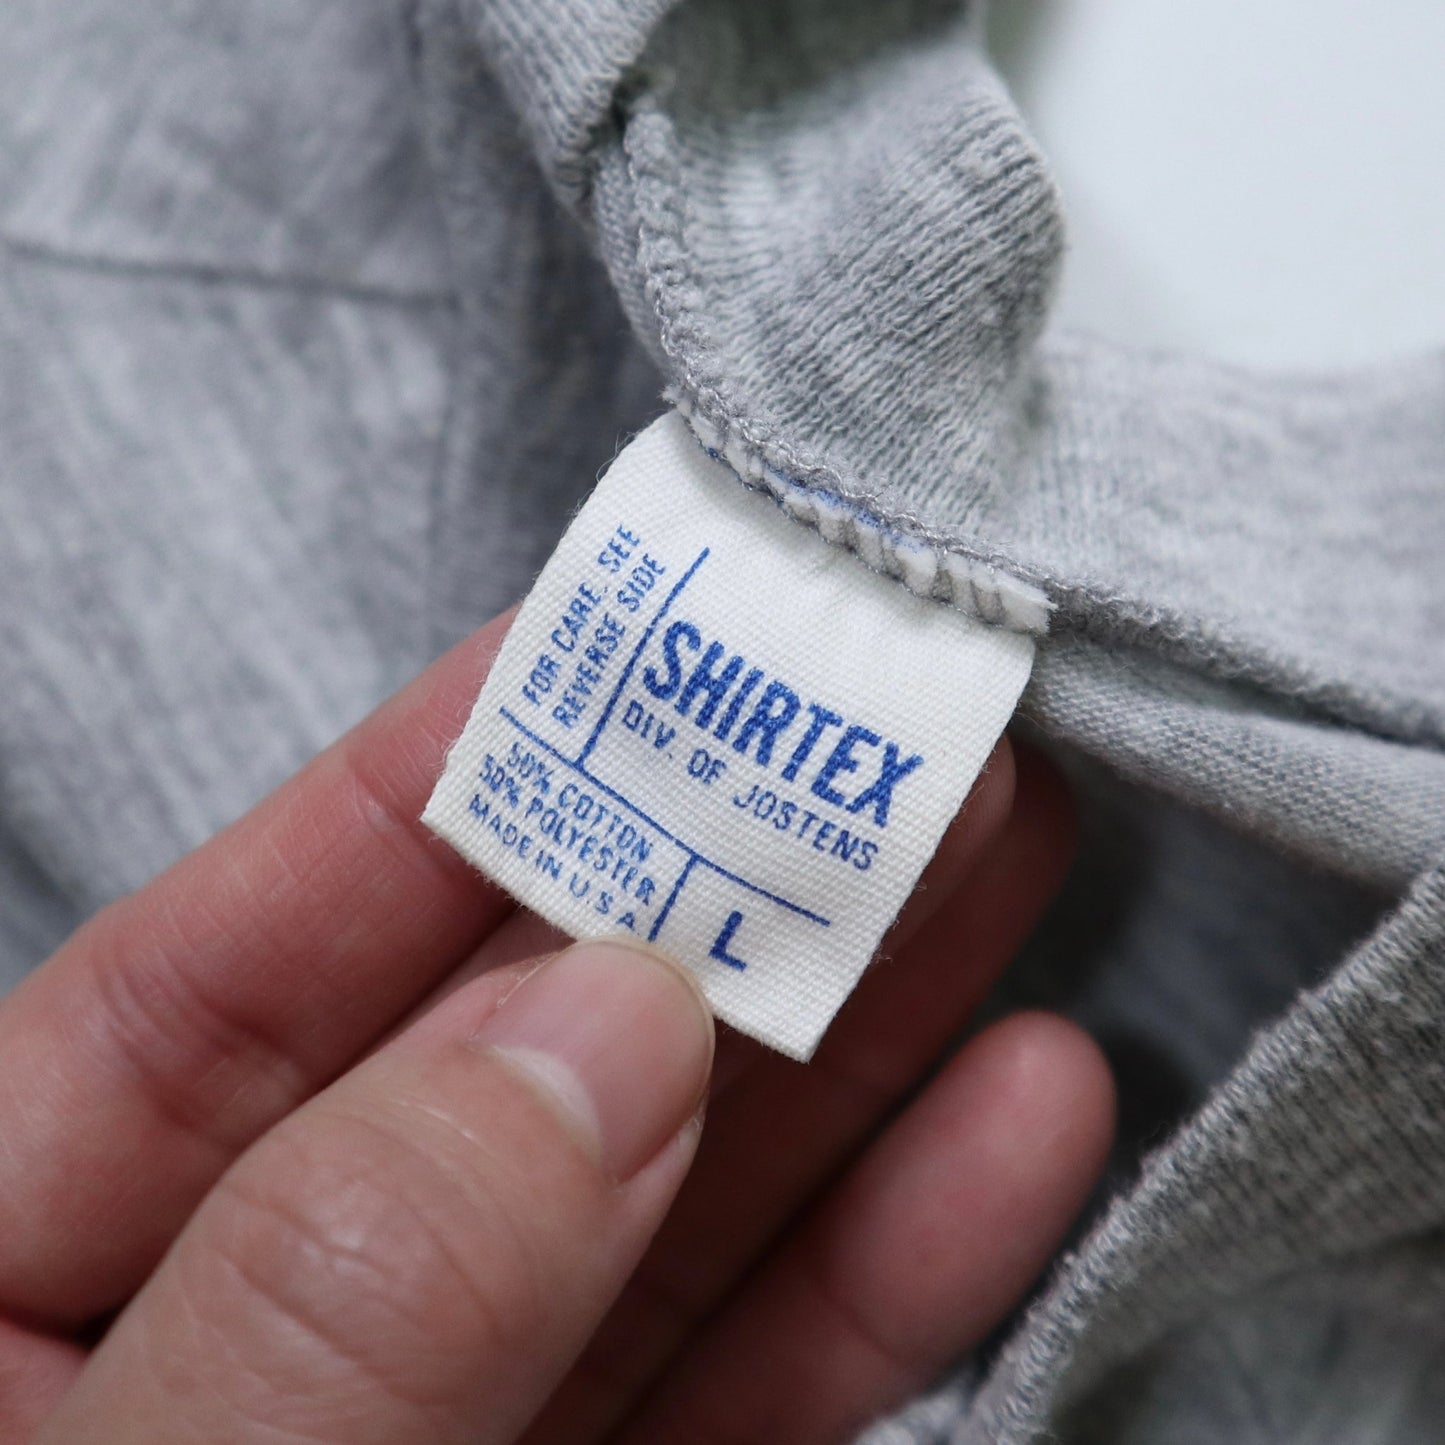 FOR CARE, SEE
REVERSE SIDE
SHIRTEX
DIV. OF JOSTENS
50% COTTON
50% POLYESTER
MADE IN U.S.A
L